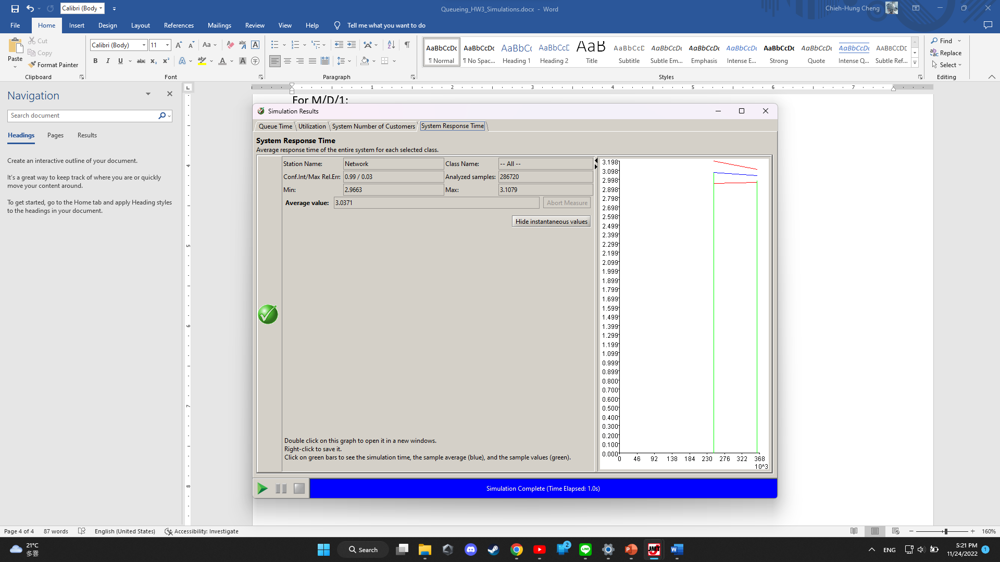 Calibri (Body
Queueing_HW3_Simulations.docx - Word
Chieh-Hung Cheng
File Home Insert Design Layout References Mailings Review View Help Tell me what you want to do
Paste
Cut
Copy
Format Painter
Calibri (Body) 11
Aa
abc
A
B I U abc x₂ x² A ab A A 字
¶
AaBbCcDc AaBbCcDc AaBbCc AaBbCcD AaB AaBbCcD AaBbCcDc AaBbCcDc AaBbCcDc AaBbCcDc AaBbCcDc AaBbCcDc AABBCCDC
¶ Normal ¶ No Spac... Heading 1 Heading 2 Title Subtitle Subtle Em... Emphasis Intense E... Strong Quote Intense Q... Subtle Ref...
Find
Replace
Select
Clipboard Font Paragraph Styles Editing
1 2 3 4 5 6 7
Navigation
Search document
Headings Pages Results
Create an interactive outline of your document.
It's a great way to keep track of where you are or quickly
move your content around.
To get started, go to the Home tab and apply Heading styles
to the headings in your document.
4
5
6
7
8
For M/D/1:
Simulation Results
Queue Time Utilization System Number of Customers System Response Time
System Response Time
Average response time of the entire system for each selected class.
Station Name: Network Class Name: -- All --
Conf.Int/Max Rel.Err: 0.99 / 0.03 Analyzed samples: 286720
Min: 2.9663 Max: 3.1079
Average value: 3.0371 Abort Measure
Hide instantaneous values
Double click on this graph to open it in a new windows.
Right-click to save it.
Click on green bars to see the simulation time, the sample average (blue), and the sample values (green).
3.198
3.098
2.998
2.898
2.798
2.698
2.598
2.499
2.399
2.299
2.199
2.099
1.999
1.899
1.799
1.699
1.599
1.499
1.399
1.299
1.199
1.099
0.999
0.899
0.800
0.700
0.600
0.500
0.400
0.300
0.200
0.100
0.000
0 46 92 138 184 230 276 322 368
10^3
Simulation Complete (Time Elapsed: 1.0s)
Page 4 of 4 87 words English (United States) Accessibility: Investigate
160%
21°C
多雲
Search
2
LINE
JMT
ENG
5:21 PM
11/24/2022
1